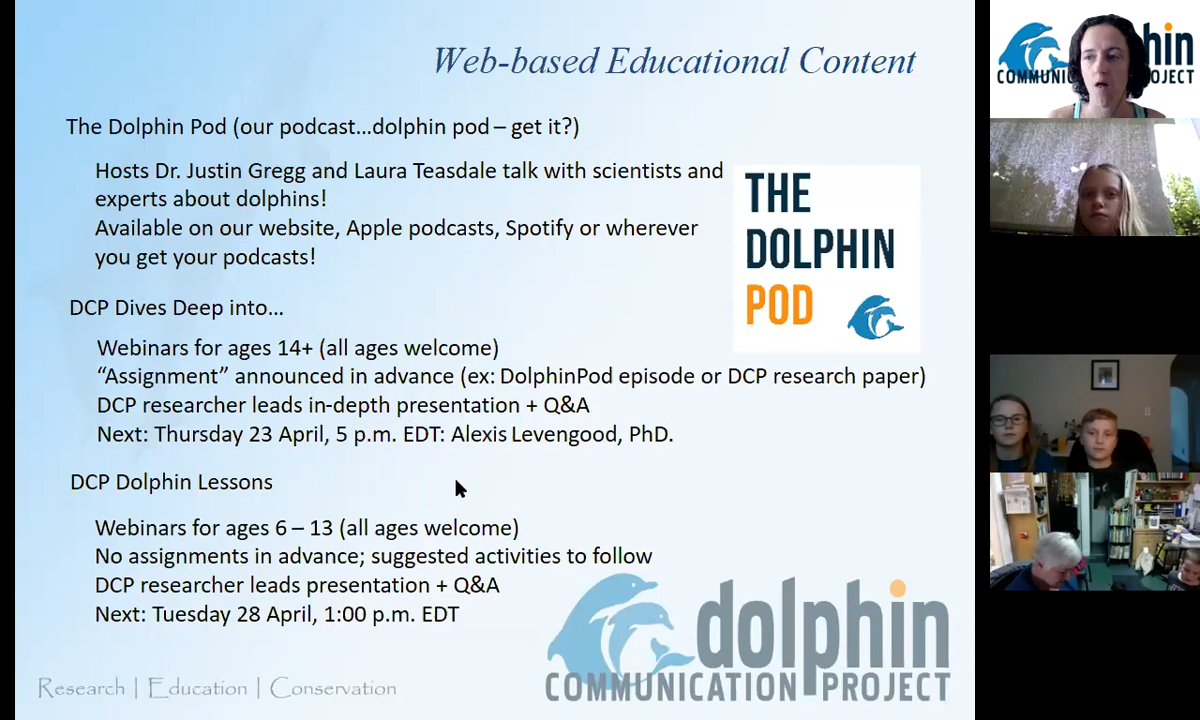 Web-based Educational Content
The Dolphin Pod (our podcast...dolphin pod – get it?)
Hosts Dr. Justin Gregg and Laura Teasdale talk with scientists and
experts about dolphins!
Available on our website, Apple podcasts, Spotify or wherever
you get your podcasts!
THE
DOLPHIN
POD
DCP Dives Deep into...
Webinars for ages 14+ (all ages welcome)
“Assignment” announced in advance (ex: DolphinPod episode or DCP research paper)
DCP researcher leads in-depth presentation + Q&A
Next: Thursday 23 April, 5 p.m. EDT: Alexis Levengood, PhD.
DCP Dolphin Lessons
Webinars for ages 6 – 13 (all ages welcome)
No assignments in advance; suggested activities to follow
DCP researcher leads presentation + Q&A
Next: Tuesday 28 April, 1:00 p.m. EDT
dolphin
COMMUNICATION PROJECT
Research | Education | Conservation
hin
COMMUNIC OJECT